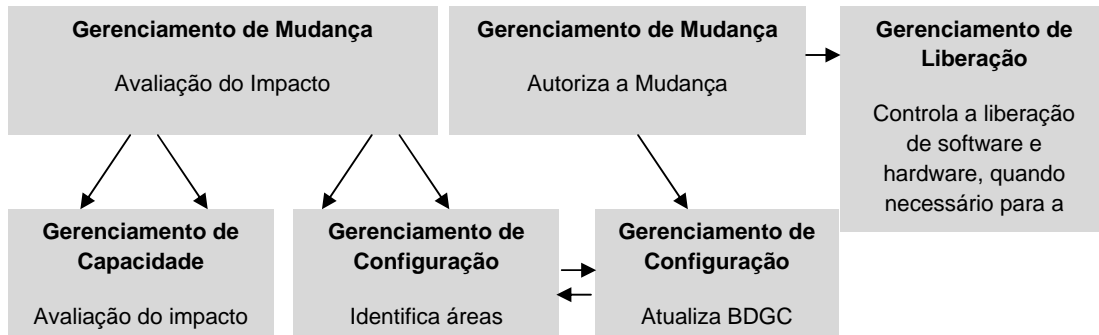 Gerenciamento de Mudança
Avaliação do Impacto
Gerenciamento de Mudança
Autoriza a Mudança
Gerenciamento de
Liberação
Controla a liberação
de software e
hardware, quando
necessário para a
Gerenciamento de
Capacidade
Avaliação do impacto
Gerenciamento de
Configuração
Identifica áreas
Gerenciamento de
Configuração
Atualiza BDGC